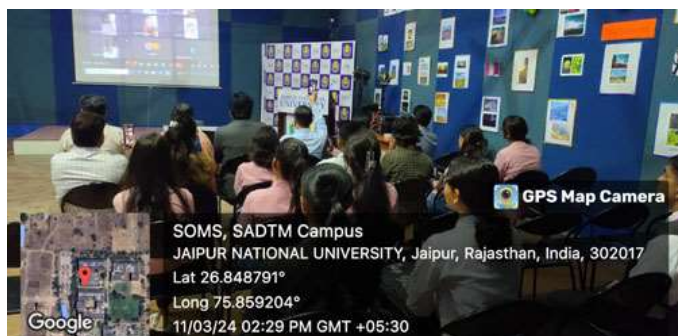 UNIVERSITY
GPS Map Camera
SOMS, SADTM Campus
JAIPUR NATIONAL UNIVERSITY, Jaipur, Rajasthan, India, 302017
Lat 26.848791°
Long 75.859204°
11/03/24 02:29 PM GMT +05:30
Google